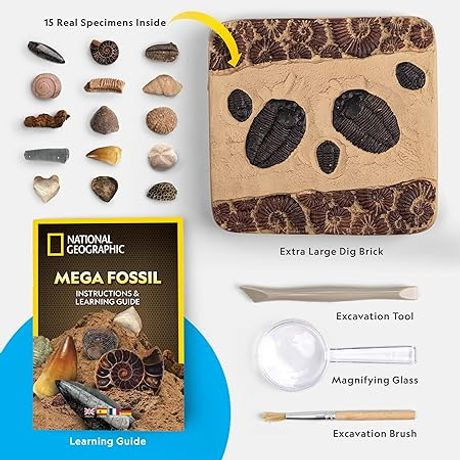 15 Real Specimens Inside
Extra Large Dig Brick
NATIONAL
GEOGRAPHIC
MEGA FOSSIL
INSTRUCTIONS &
LEARNING GUIDE
Excavation Tool
Magnifying Glass
Excavation Brush
Learning Guide